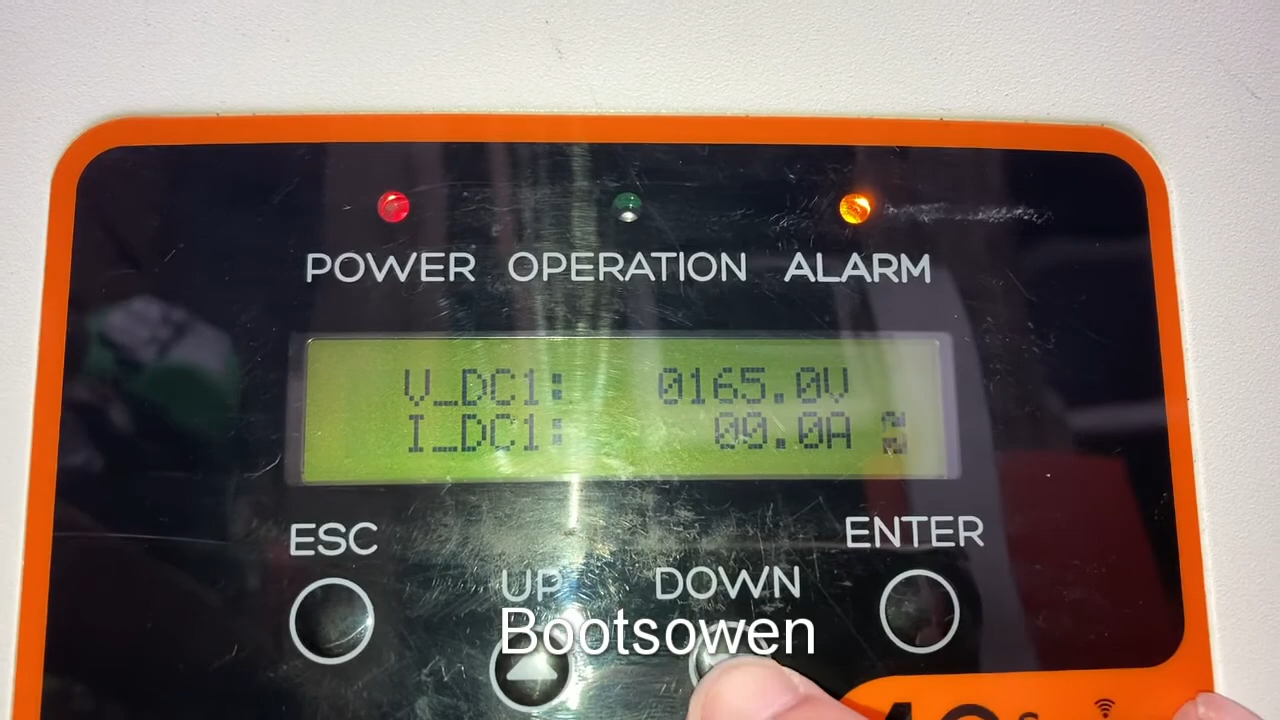 POWER OPERATION ALARM
V_DC1: 0165.0V
I_DC1: 00.0A
ESC UP DOWN ENTER
Bootsowen